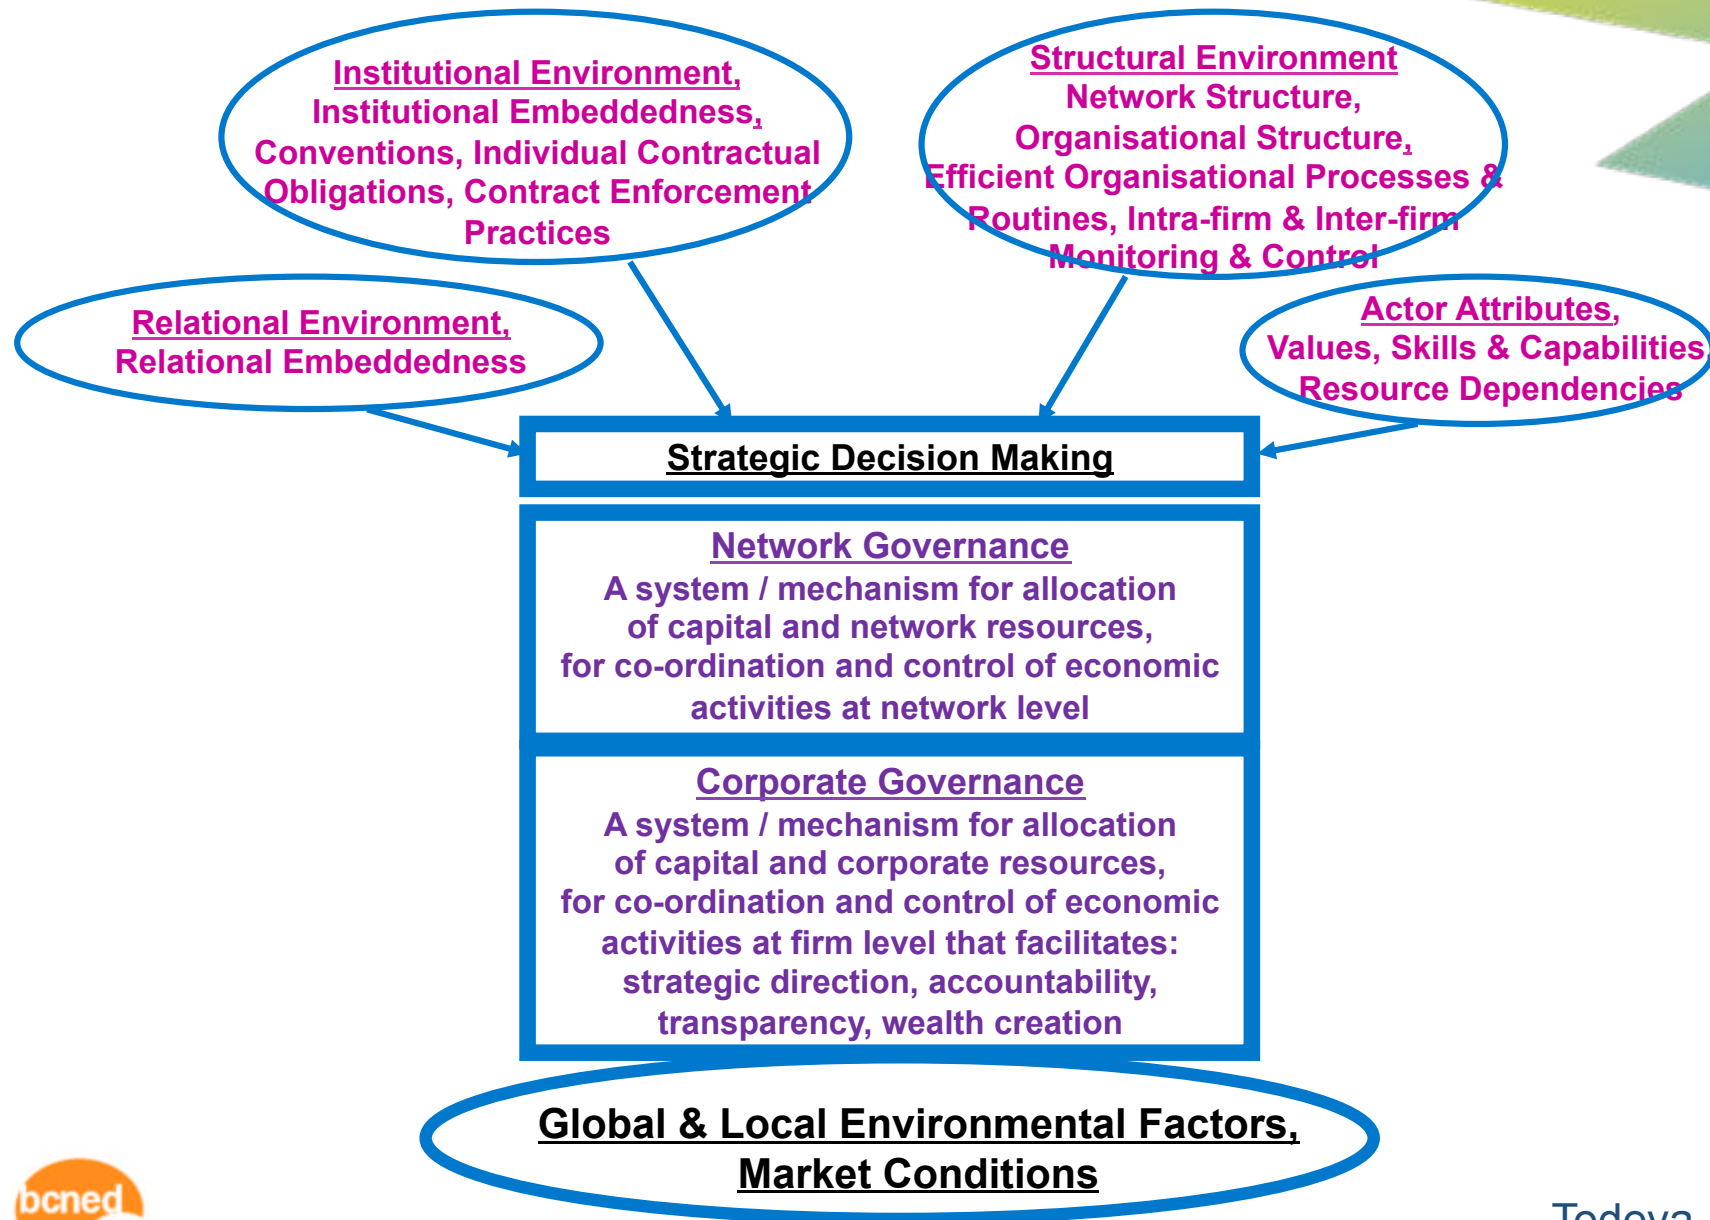 Institutional Environment,
Institutional Embeddedness,
Conventions, Individual Contractual
Obligations, Contract Enforcement
Practices
Structural Environment
Network Structure,
Organisational Structure,
Efficient Organisational Processes &
Routines, Intra-firm & Inter-firm
Monitoring & Control
Relational Environment,
Relational Embeddedness
Actor Attributes,
Values, Skills & Capabilities,
Resource Dependencies
Strategic Decision Making
Network Governance
A system / mechanism for allocation
of capital and network resources,
for co-ordination and control of economic
activities at network level
Corporate Governance
A system / mechanism for allocation
of capital and corporate resources,
for co-ordination and control of economic
activities at firm level that facilitates:
strategic direction, accountability,
transparency, wealth creation
Global & Local Environmental Factors,
Market Conditions
bcned